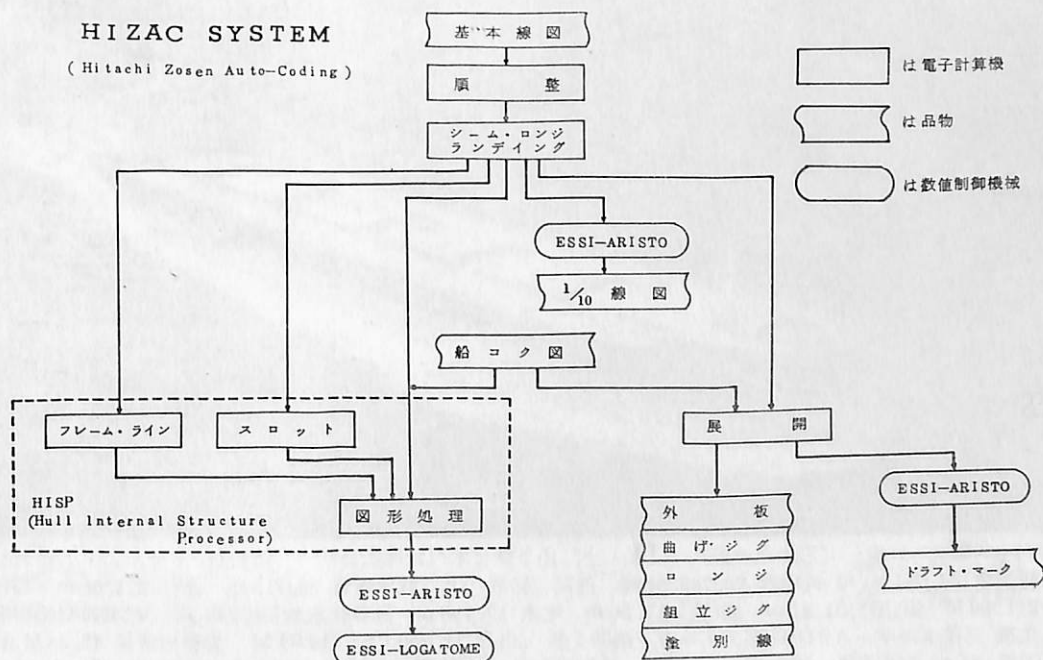 HIZAC SYSTEM
(Hitachi Zosen Auto-Coding)
基本線図
順整
シーム・ロンジ
ランデイング
は電子計算機
は品物
は数値制御機械
ESSI-ARISTO
1/10 線図
船コク図
フレーム・ライン
スロット
展開
HISP
(Hull Internal Structure
Processor)
図形処理
ESSI-ARISTO
外板
曲げ・ジグ
ロンジ
組立ジグ
塗別線
ドラフト・マーク
ESSI-ARISTO
ESSI-LOGATOME